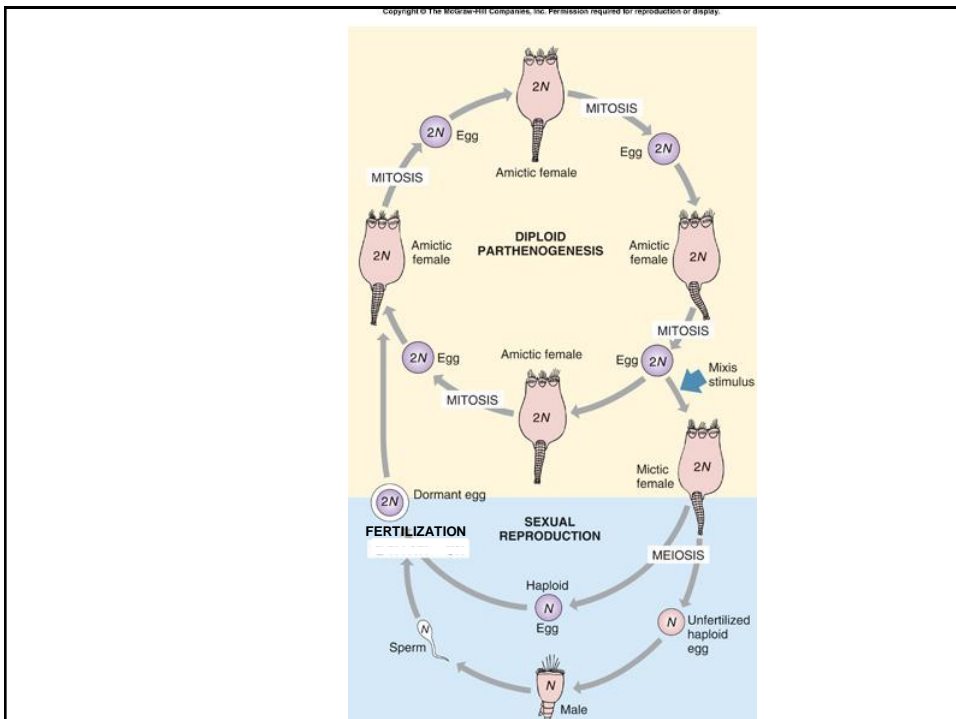 Copyright © The McGraw-Hill Companies, Inc. Permission required for reproduction or display.
2N
MITOSIS
2N Egg
Egg 2N
Amictic female
MITOSIS
DIPLOID
PARTHENOGENESIS
2N
Amictic
female
Amictic
female
2N
MITOSIS
2N Egg
Amictic female
Egg 2N
Mixis
stimulus
MITOSIS
2N
Mictic
female
2N
2N
Dormant egg
FERTILIZATION
SEXUAL
REPRODUCTION
MEIOSIS
Haploid
N
Egg
N
Unfertilized
haploid
egg
N
Sperm
N
Male